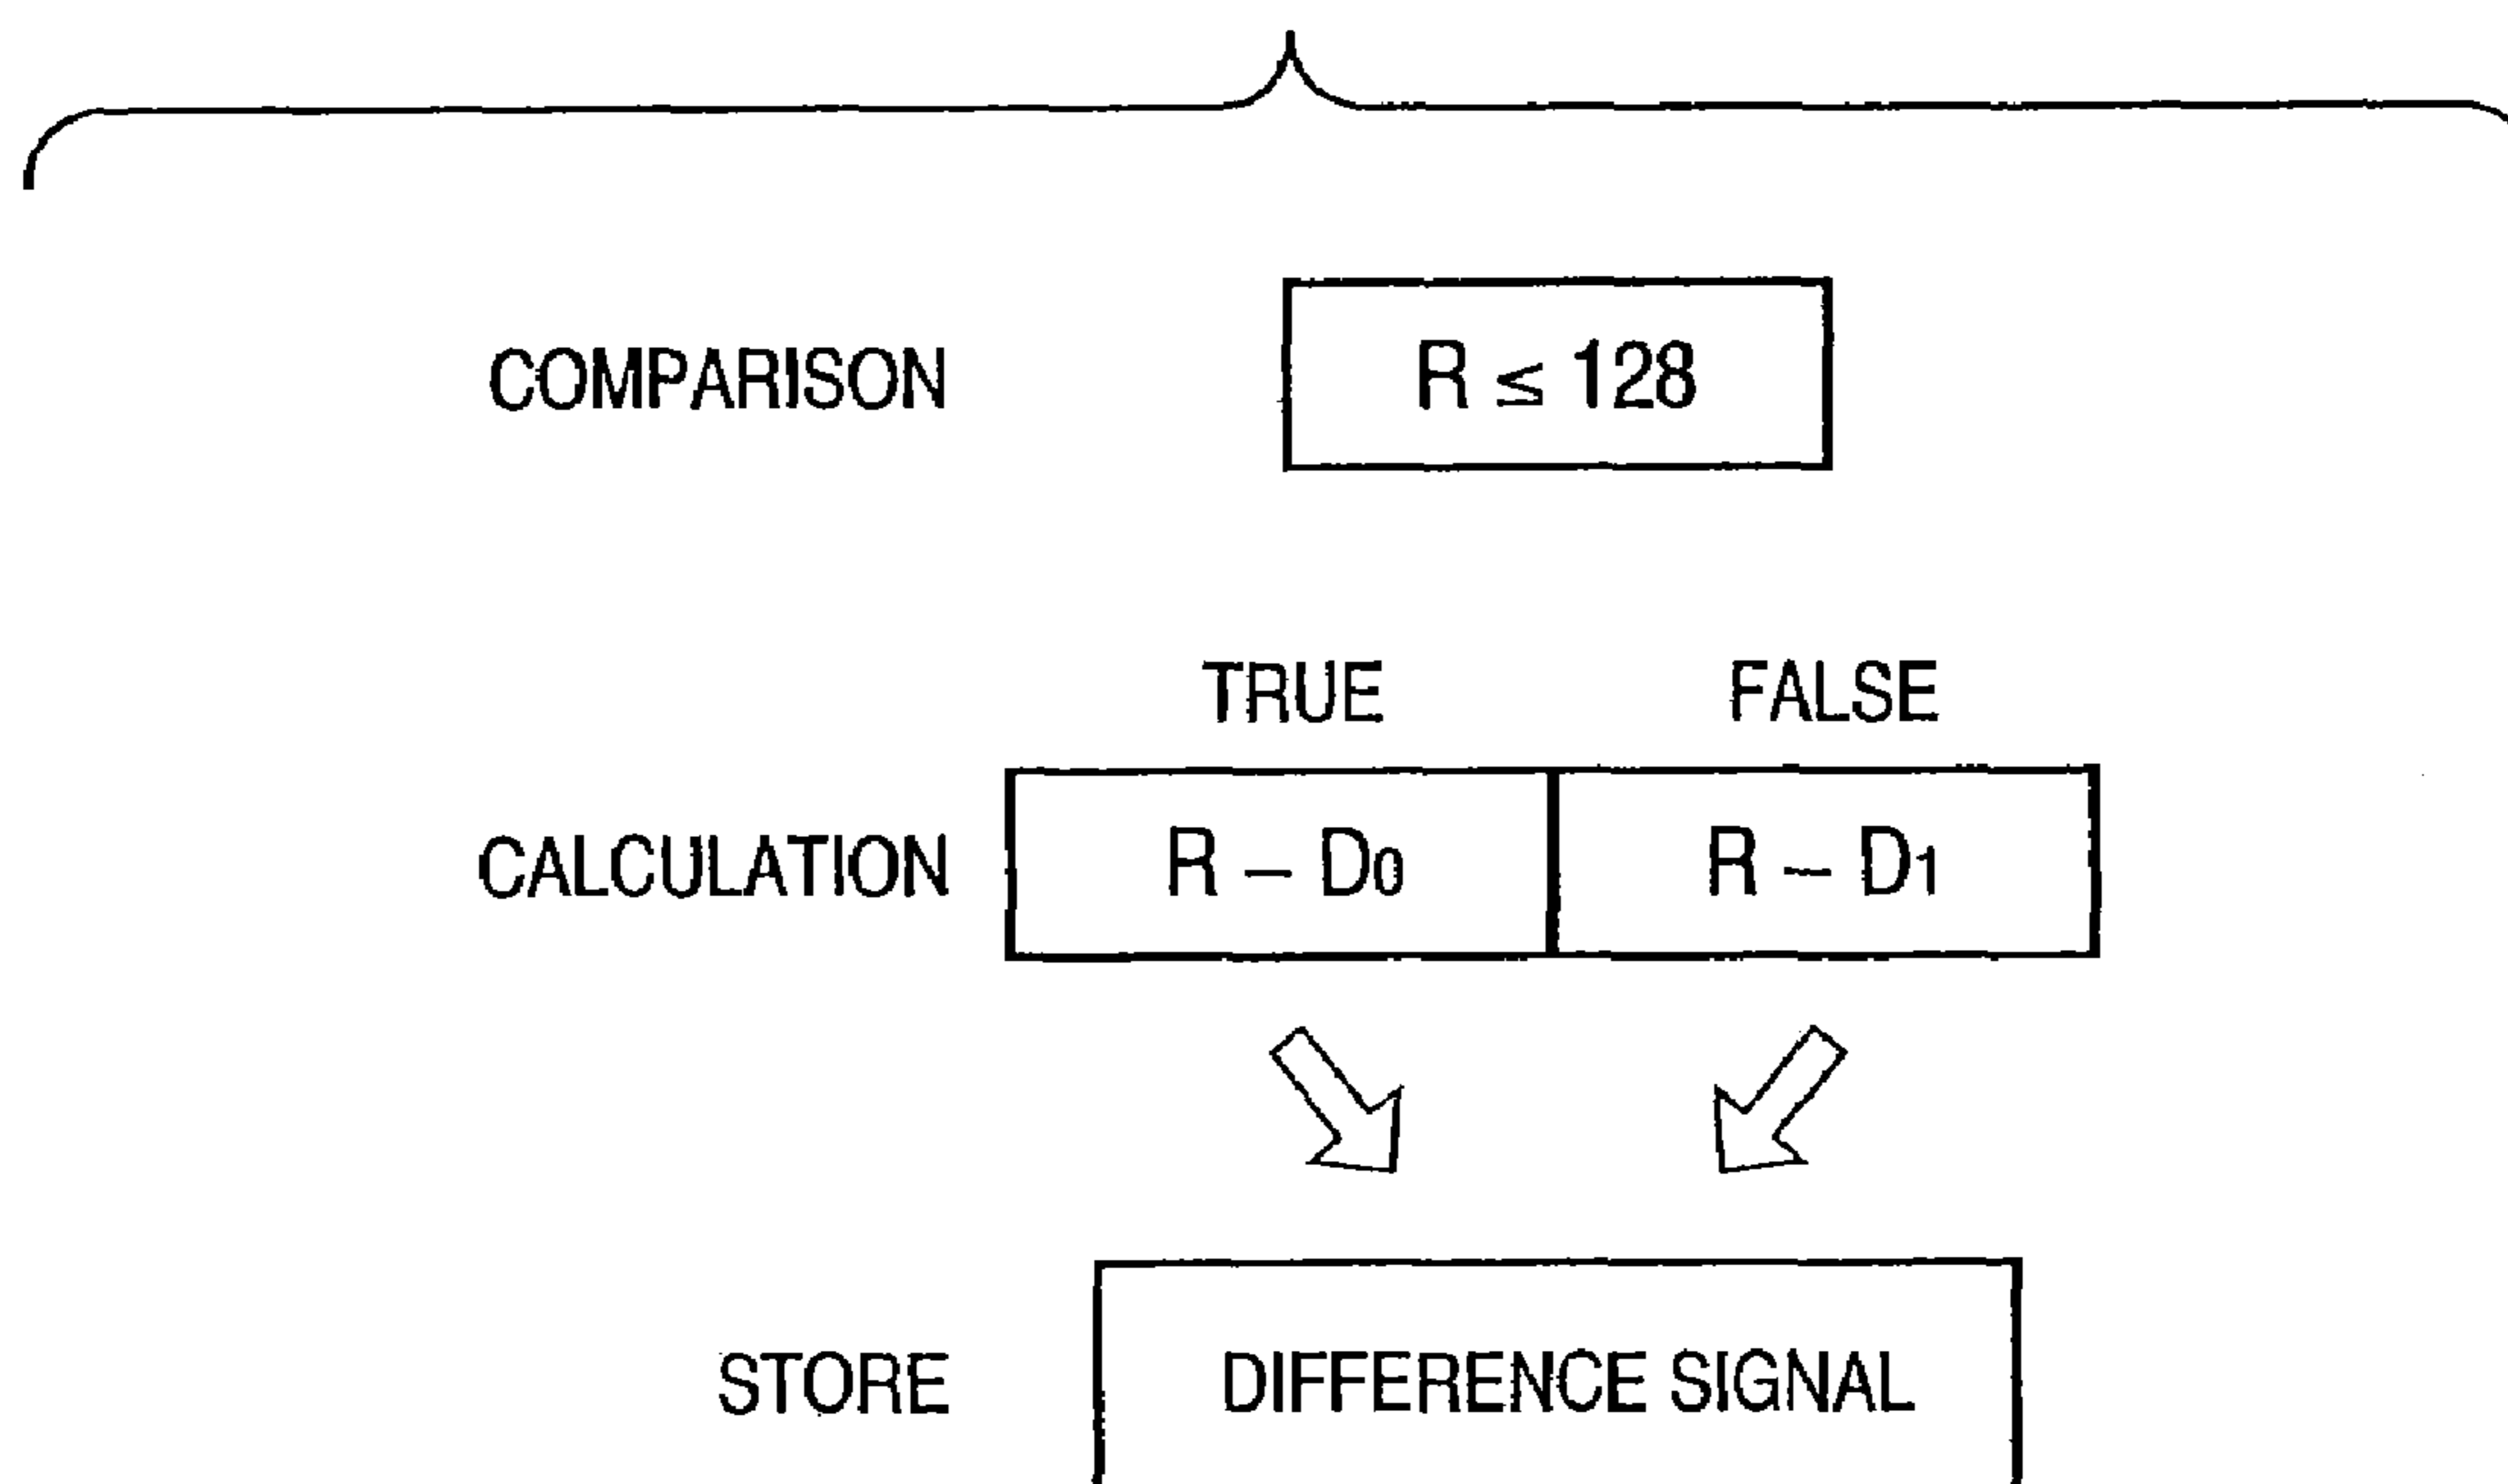 COMPARISON R ≤ 128
TRUE FALSE
CALCULATION R – D0 R – D1
STORE DIFFERENCE SIGNAL